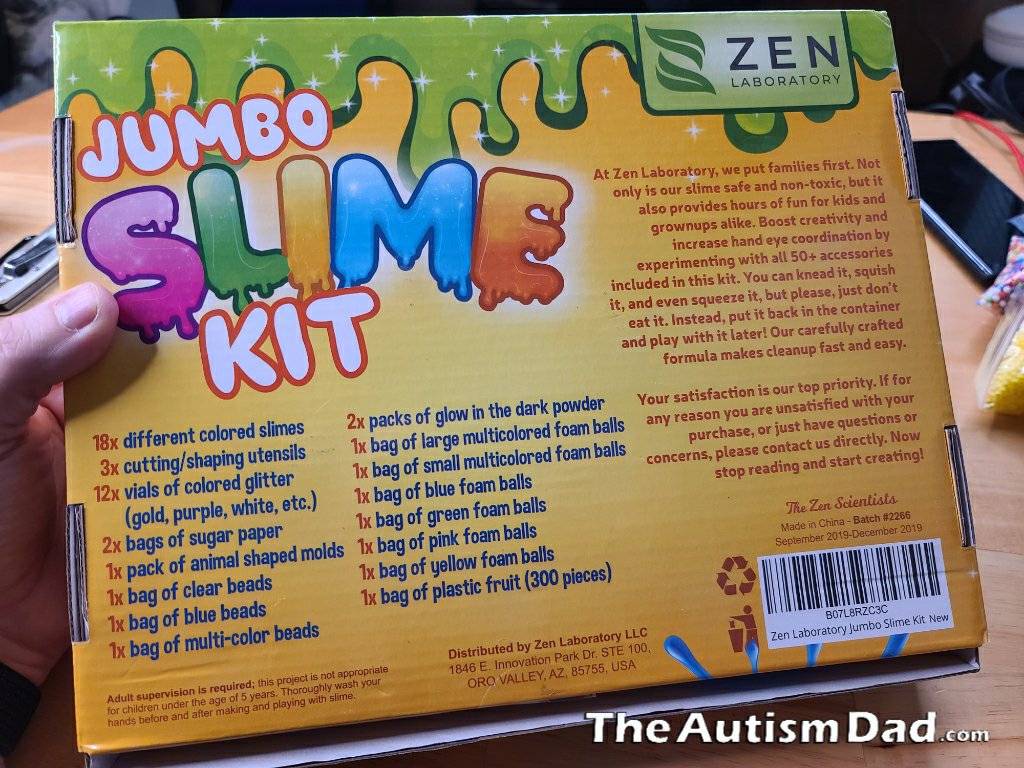 ZEN
LABORATORY
JUMBO
SLIME
KIT
At Zen Laboratory, we put families first. Not
only is our slime safe and non-toxic, but it
also provides hours of fun for kids and
grownups alike. Boost creativity and
increase hand eye coordination by
experimenting with all 50+ accessories
included in this kit. You can knead it, squish
it, and even squeeze it, but please, just don't
eat it. Instead, put it back in the container
and play with it later! Our carefully crafted
formula makes cleanup fast and easy.
Your satisfaction is our top priority. If for
any reason you are unsatisfied with your
purchase, or just have questions or
concerns, please contact us directly. Now
stop reading and start creating!
The Zen Scientists
Made in China - Batch #2266
September 2019-December 2019
18x different colored slimes
3x cutting/shaping utensils
12x vials of colored glitter
(gold, purple, white, etc.)
2x bags of sugar paper
1x pack of animal shaped molds
1x bag of clear beads
1x bag of blue beads
1x bag of multi-color beads
2x packs of glow in the dark powder
1x bag of large multicolored foam balls
1x bag of small multicolored foam balls
1x bag of blue foam balls
1x bag of green foam balls
1x bag of pink foam balls
1x bag of yellow foam balls
1x bag of plastic fruit (300 pieces)
B07L8RZC3C
Zen Laboratory Jumbo Slime Kit New
Adult supervision is required; this project is not appropriate
for children under the age of 5 years. Thoroughly wash your
hands before and after making and playing with slime.
Distributed by Zen Laboratory LLC
1846 E. Innovation Park Dr. STE 100,
ORO VALLEY, AZ, 85755, USA
TheAutismDad.com